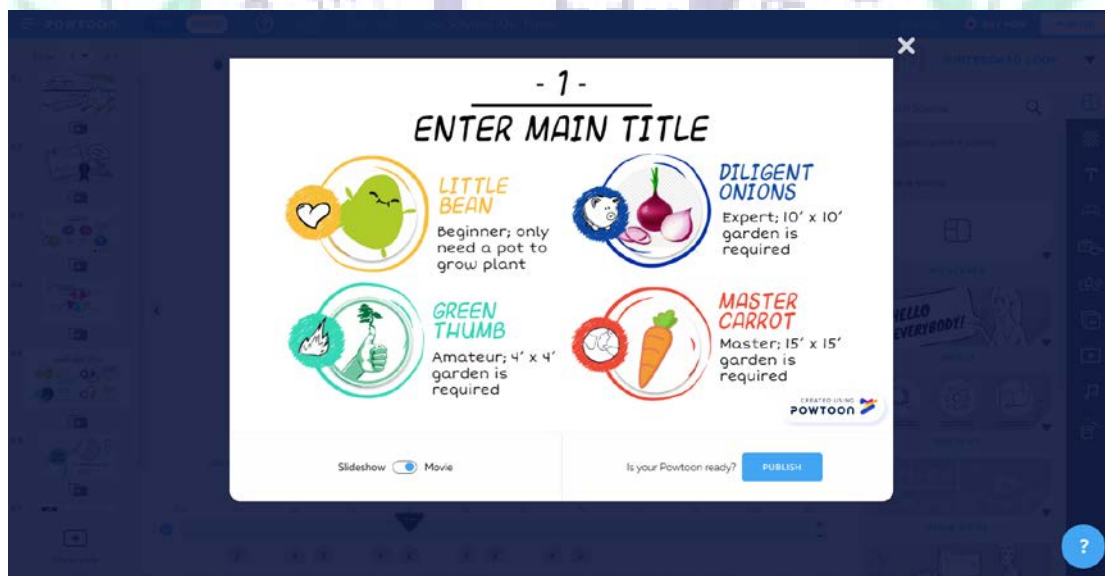 POWTOON
- 1 -
ENTER MAIN TITLE
LITTLE
BEAN
Beginner; only
need a pot to
grow plant
DILIGENT
ONIONS
Expert; 10' x 10'
garden is
required
GREEN
THUMB
Amateur; 4' x 4'
garden is
required
MASTER
CARROT
Master; 15' x 15'
garden is
required
CREATED USING
POWTOON
HELLO
EVERYBODY!
Slideshow Movie
Is your Powtoon ready? PUBLISH
?